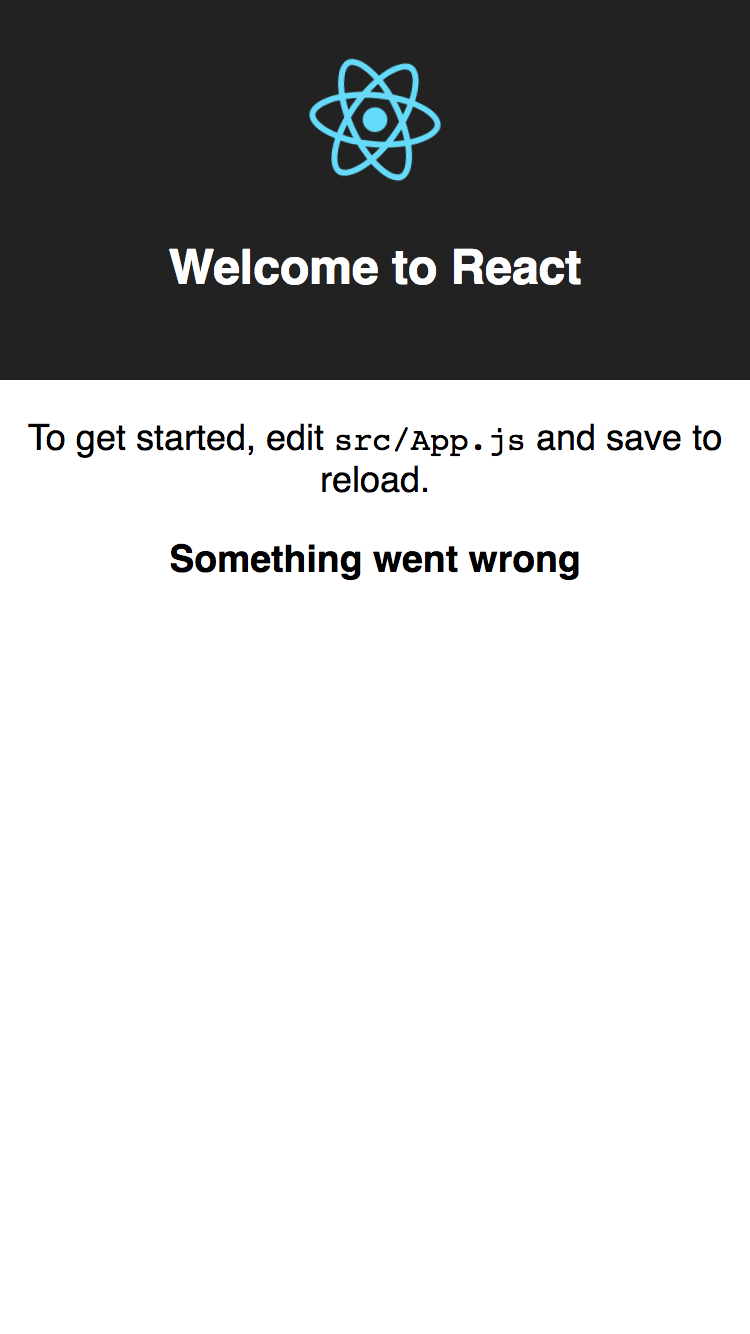 Welcome to React
To get started, edit src/App.js and save to
reload.
Something went wrong